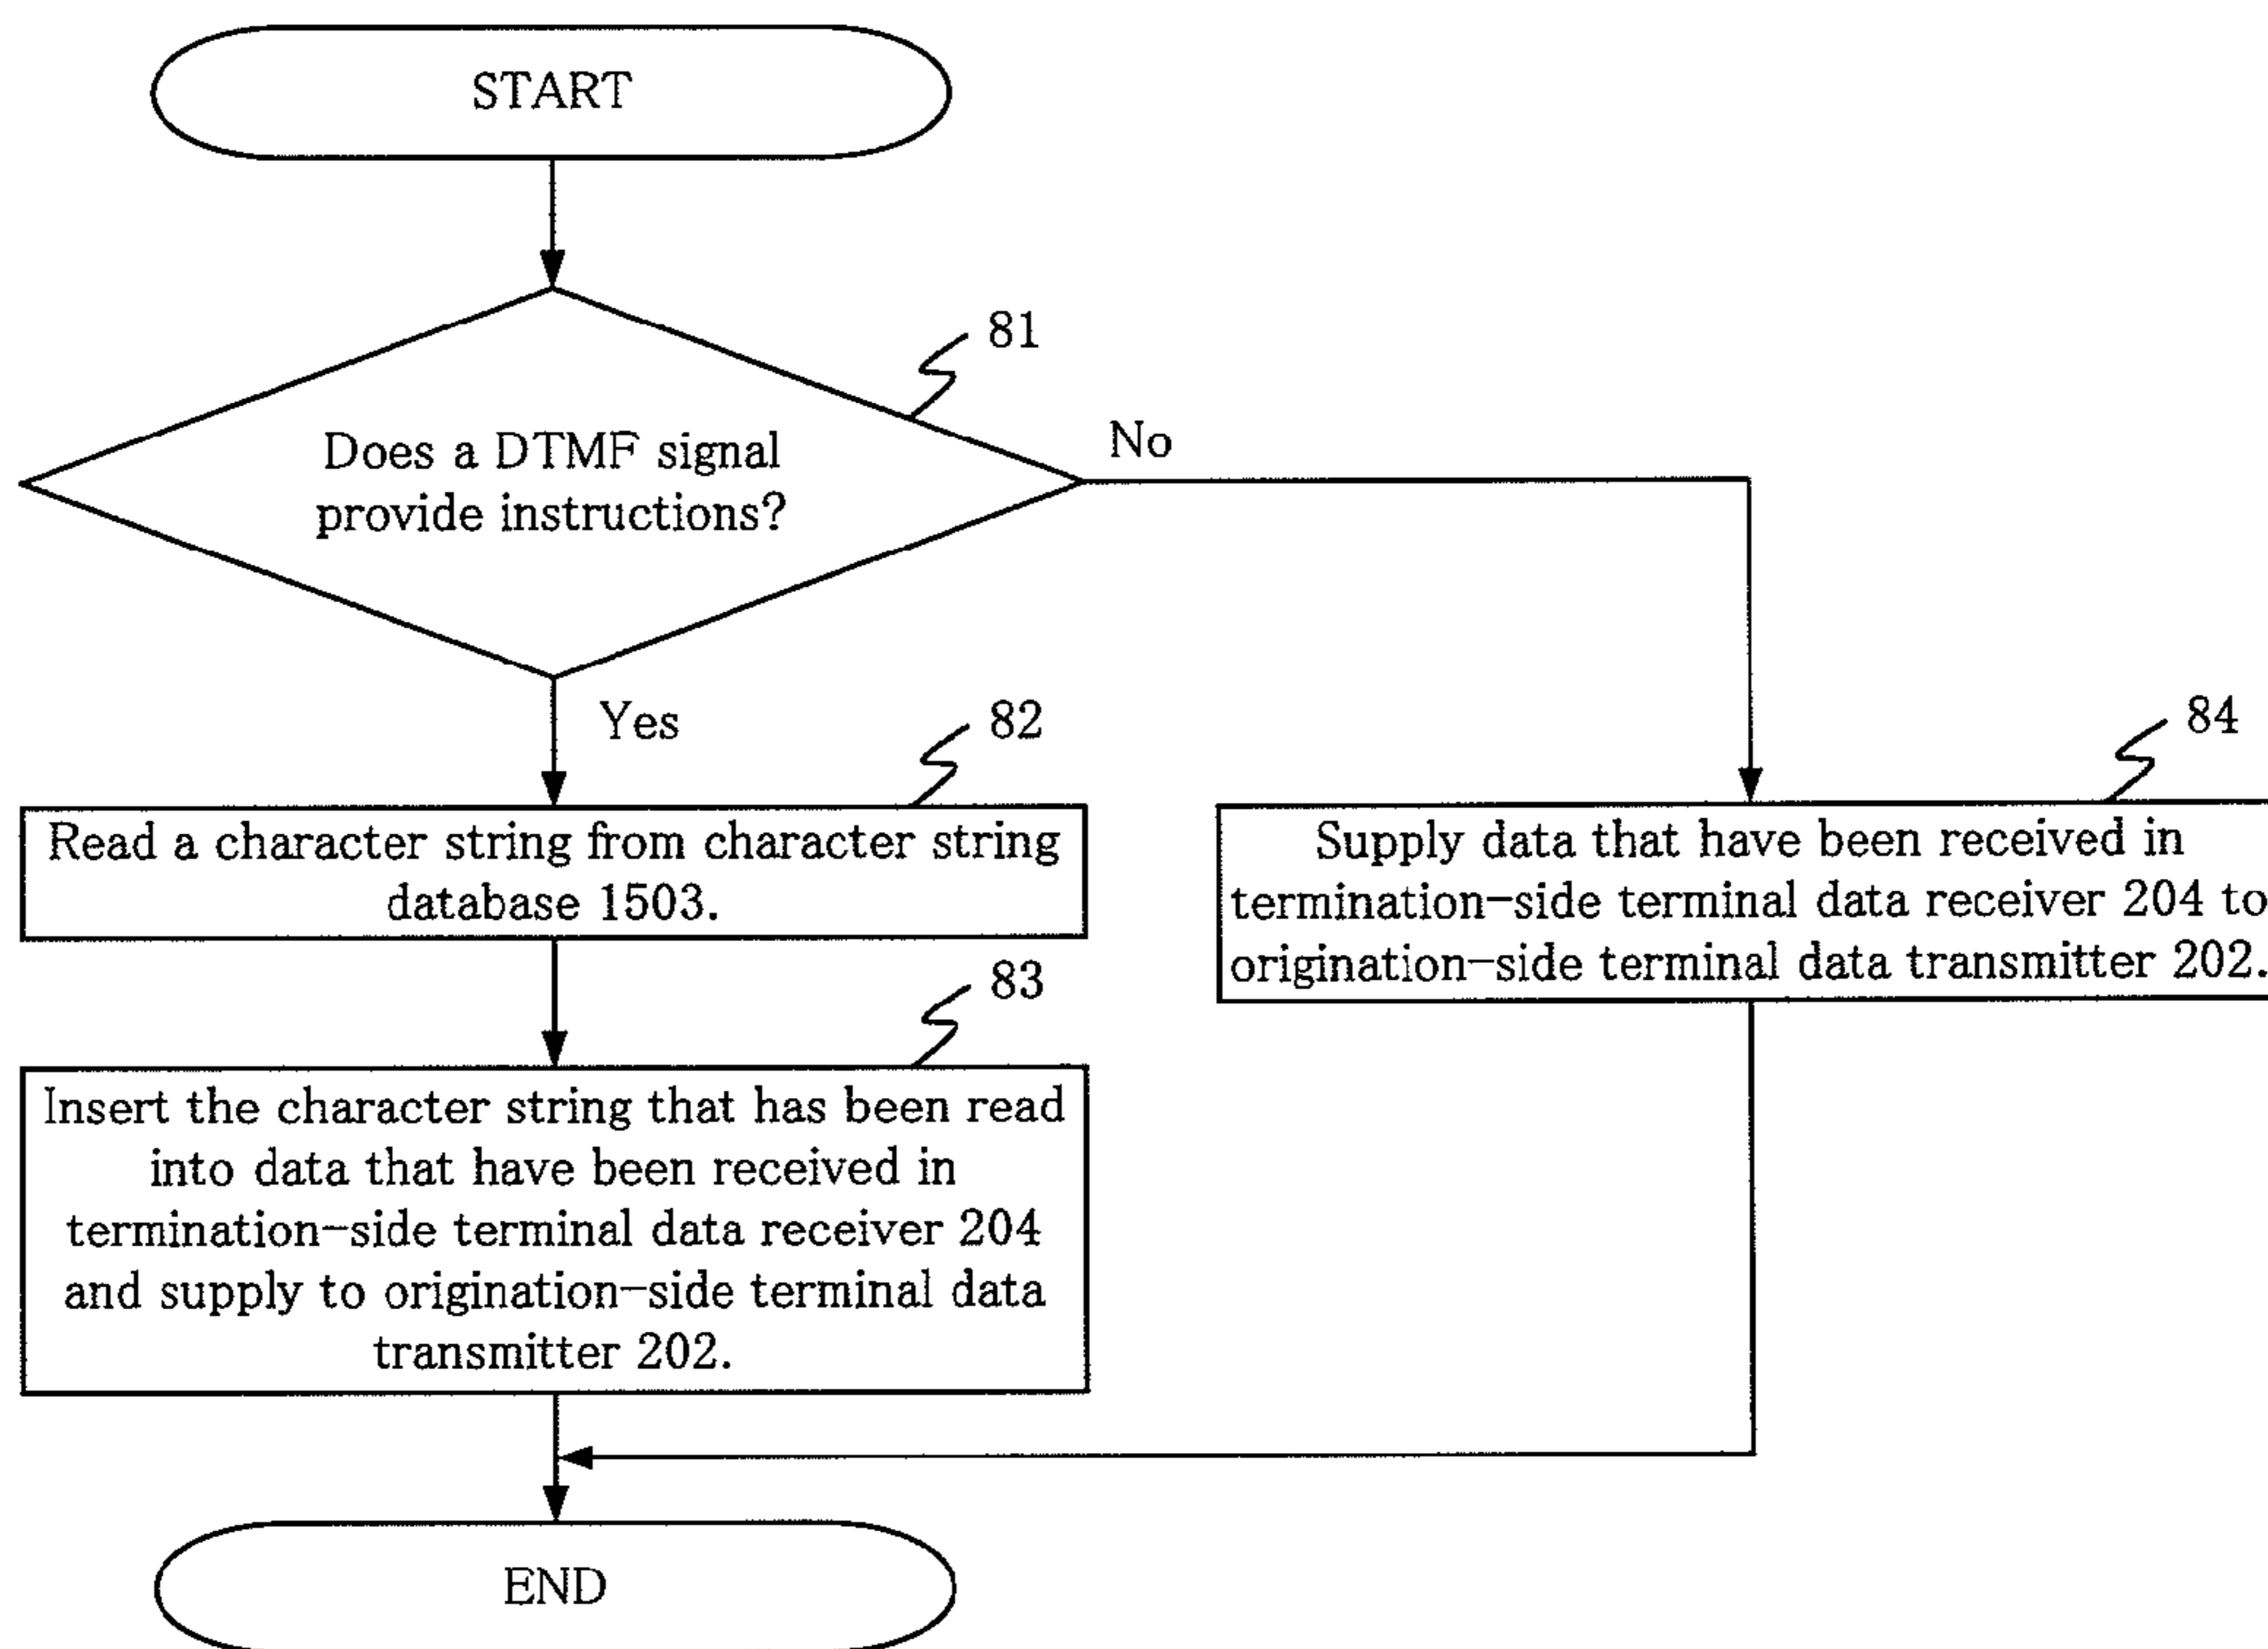 START
81
Does a DTMF signal
provide instructions?
No
Yes
82
Read a character string from character string
database 1503.
84
Supply data that have been received in
termination-side terminal data receiver 204 to
origination-side terminal data transmitter 202.
83
Insert the character string that has been read
into data that have been received in
termination-side terminal data receiver 204
and supply to origination-side terminal data
transmitter 202.
END